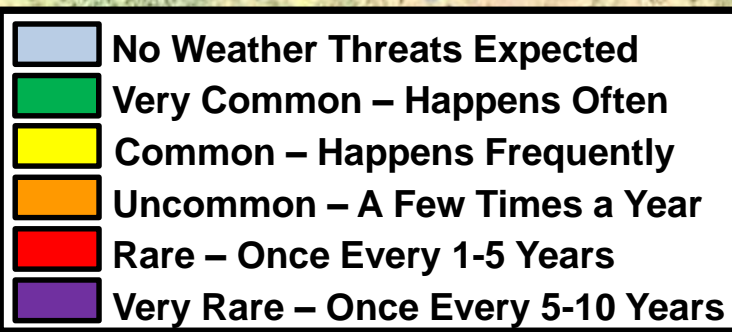 No Weather Threats Expected
Very Common – Happens Often
Common – Happens Frequently
Uncommon – A Few Times a Year
Rare – Once Every 1-5 Years
Very Rare – Once Every 5-10 Years